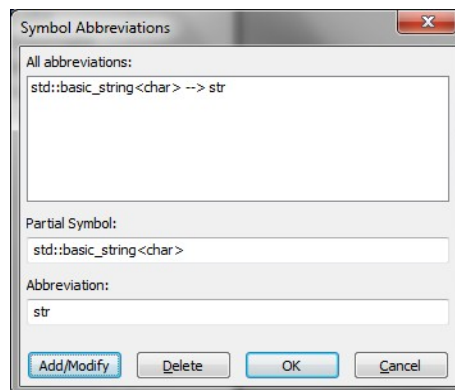 Symbol Abbreviations
All abbreviations:
std::basic_string<char> --> str
Partial Symbol:
std::basic_string<char>
Abbreviation:
str
Add/Modify Delete OK Cancel